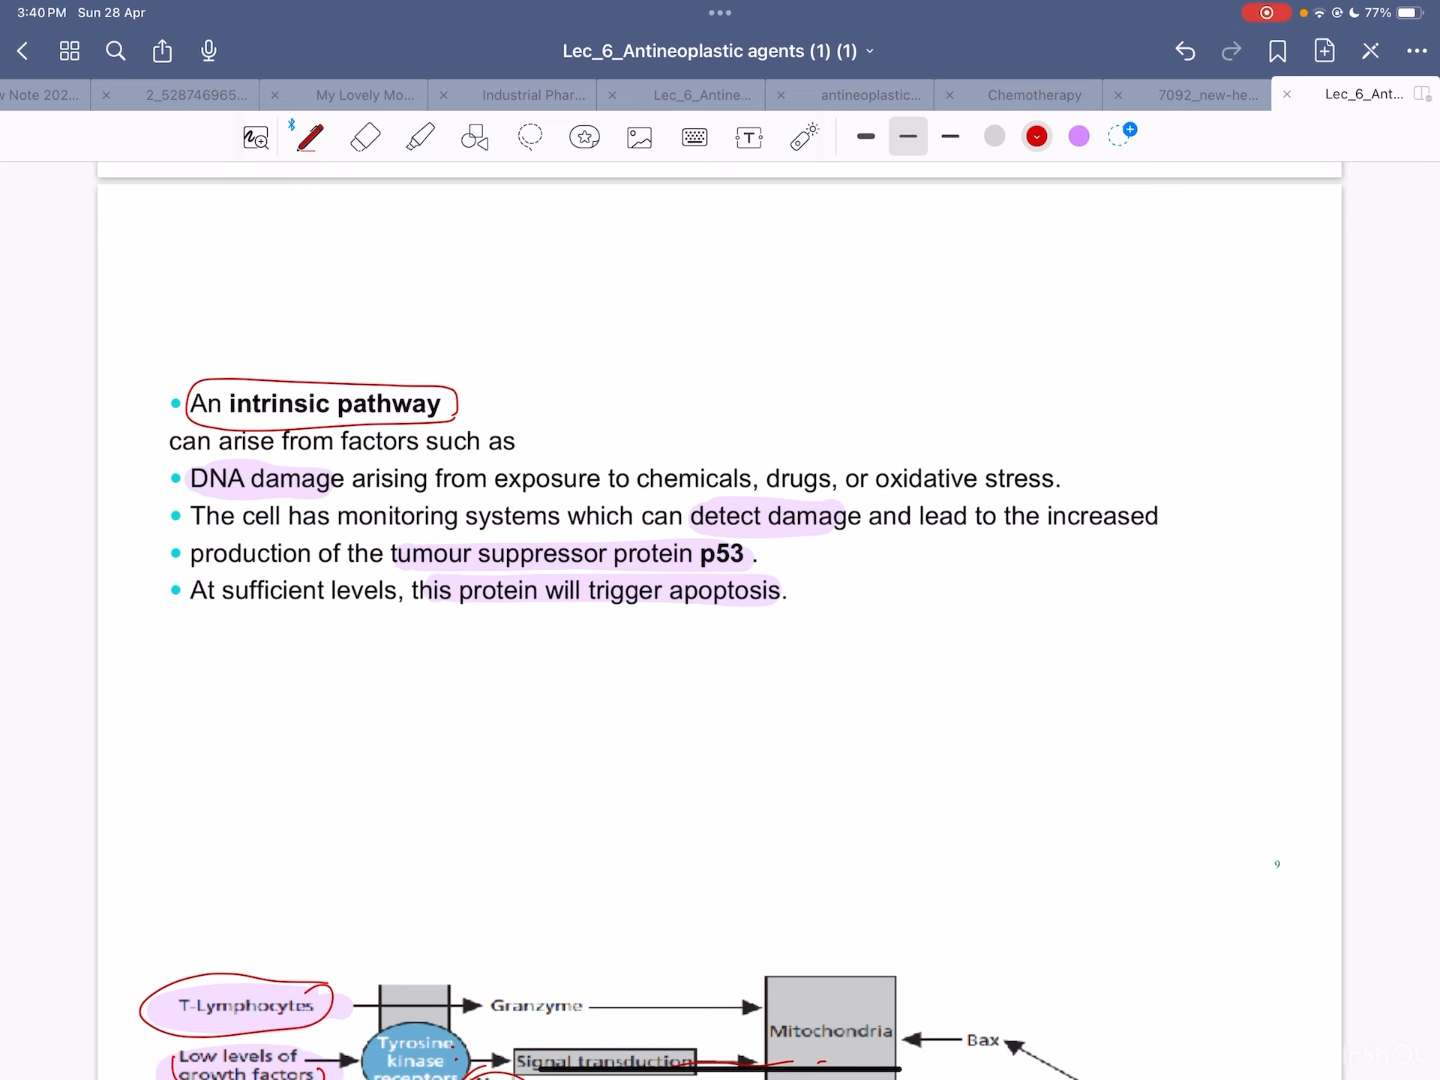 3:40 PM Sun 28 Apr
77%
Lec_6_Antineoplastic agents (1) (1)
w Note 202...
2_528746965...
My Lovely Mo...
Industrial Phar...
Lec_6_Antine...
antineoplastic...
Chemotherapy
7092_new-he...
Lec_6_Ant...
• An intrinsic pathway
can arise from factors such as
• DNA damage arising from exposure to chemicals, drugs, or oxidative stress.
• The cell has monitoring systems which can detect damage and lead to the increased
• production of the tumour suppressor protein p53 .
• At sufficient levels, this protein will trigger apoptosis.
9
T-Lymphocytes
Granzyme
Mitochondria
Bax
Low levels of
growth factors
Tyrosine
kinase
receptors
Signal transduction